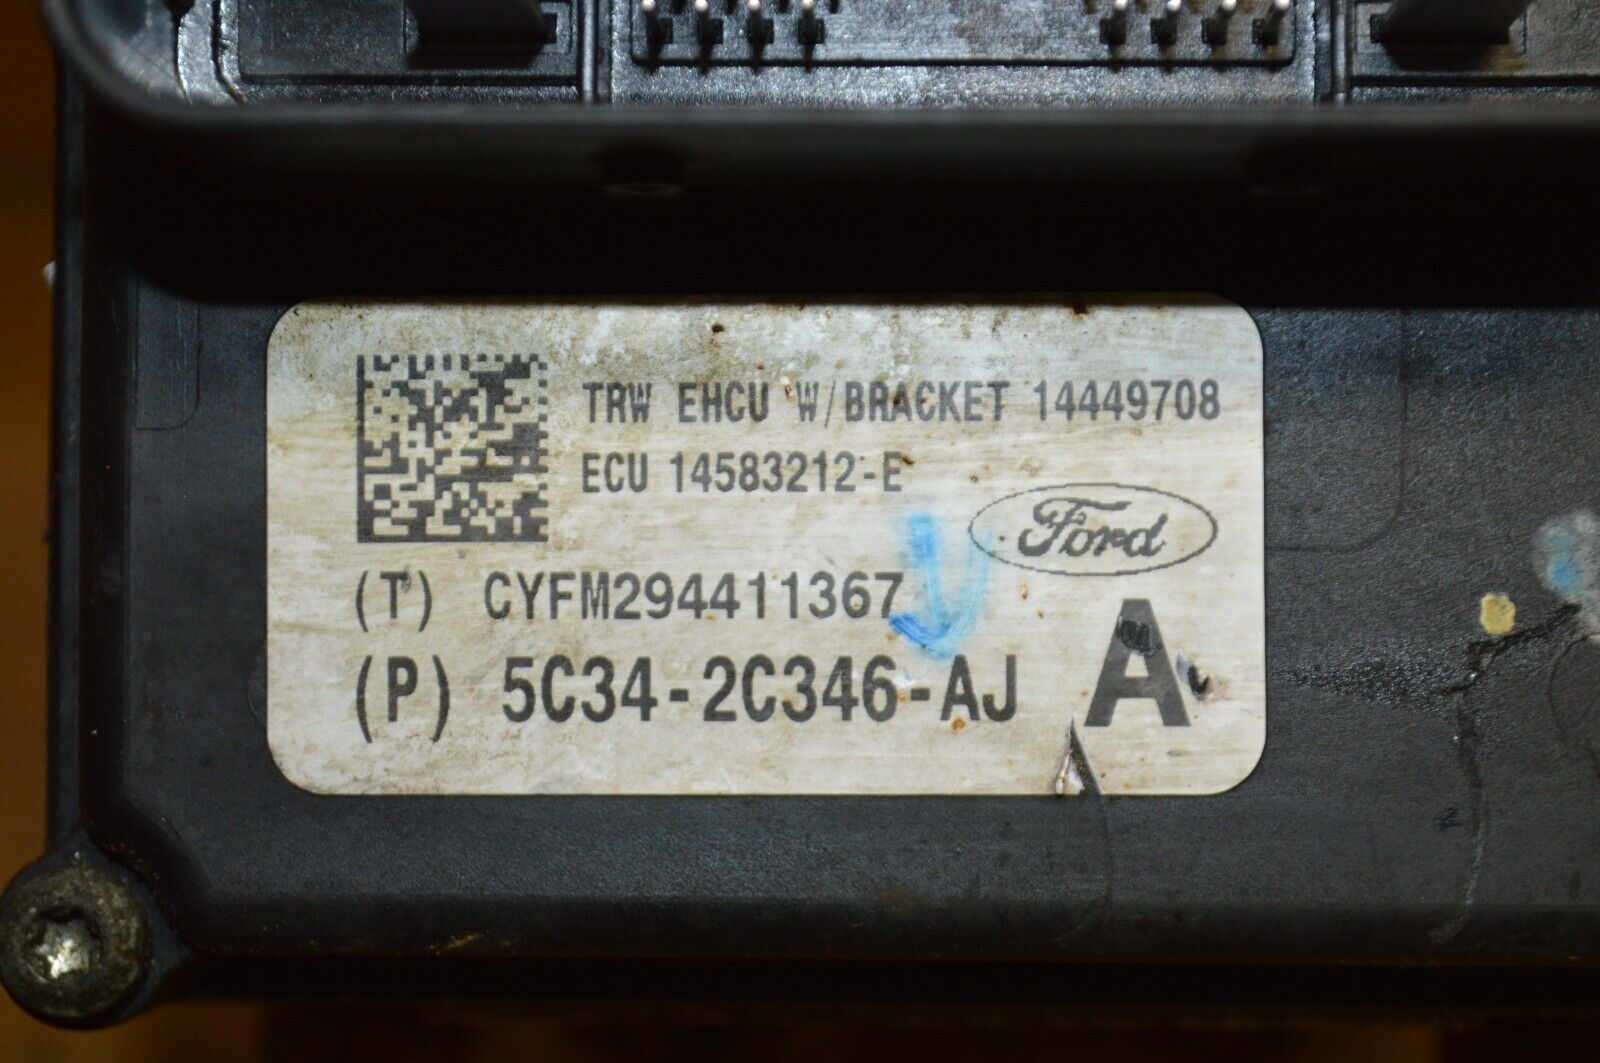 TRW EHCU W/BRACKET 14449708
ECU 14583212-E
Ford
(T) CYFM294411367
(P) 5C34-2C346-AJ A